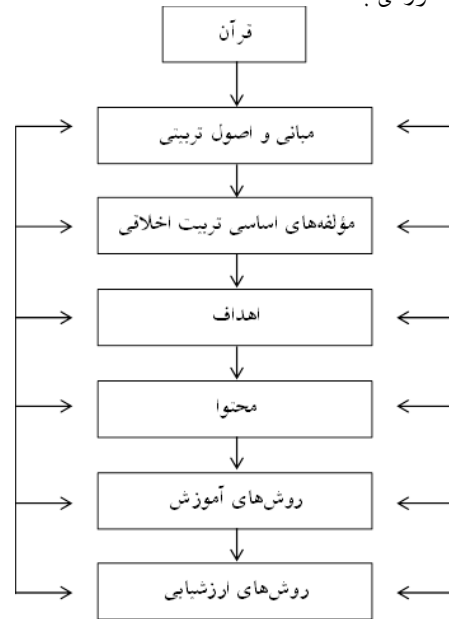 قرآن
مبانی و اصول تربیتی
مؤلفه‌های اساسی تربیت اخلاقی
اهداف
محتوا
روش‌های آموزش
روش‌های ارزشیابی